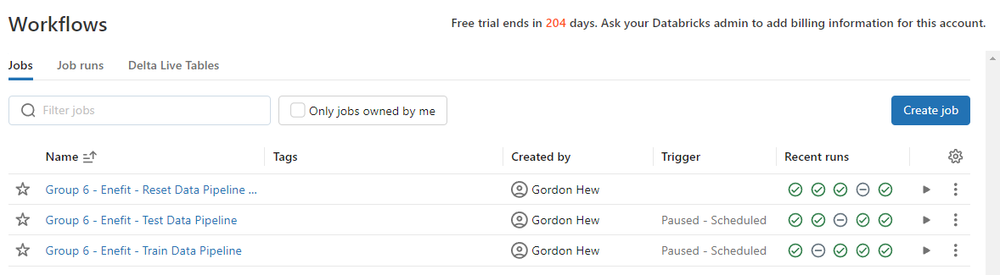 Workflows
Free trial ends in 204 days. Ask your Databricks admin to add billing information for this account.
Jobs Job runs Delta Live Tables
Filter jobs Only jobs owned by me Create job
Name Tags Created by Trigger Recent runs
Group 6 - Enefit - Reset Data Pipeline ... Gordon Hew
Group 6 - Enefit - Test Data Pipeline Gordon Hew Paused - Scheduled
Group 6 - Enefit - Train Data Pipeline Gordon Hew Paused - Scheduled